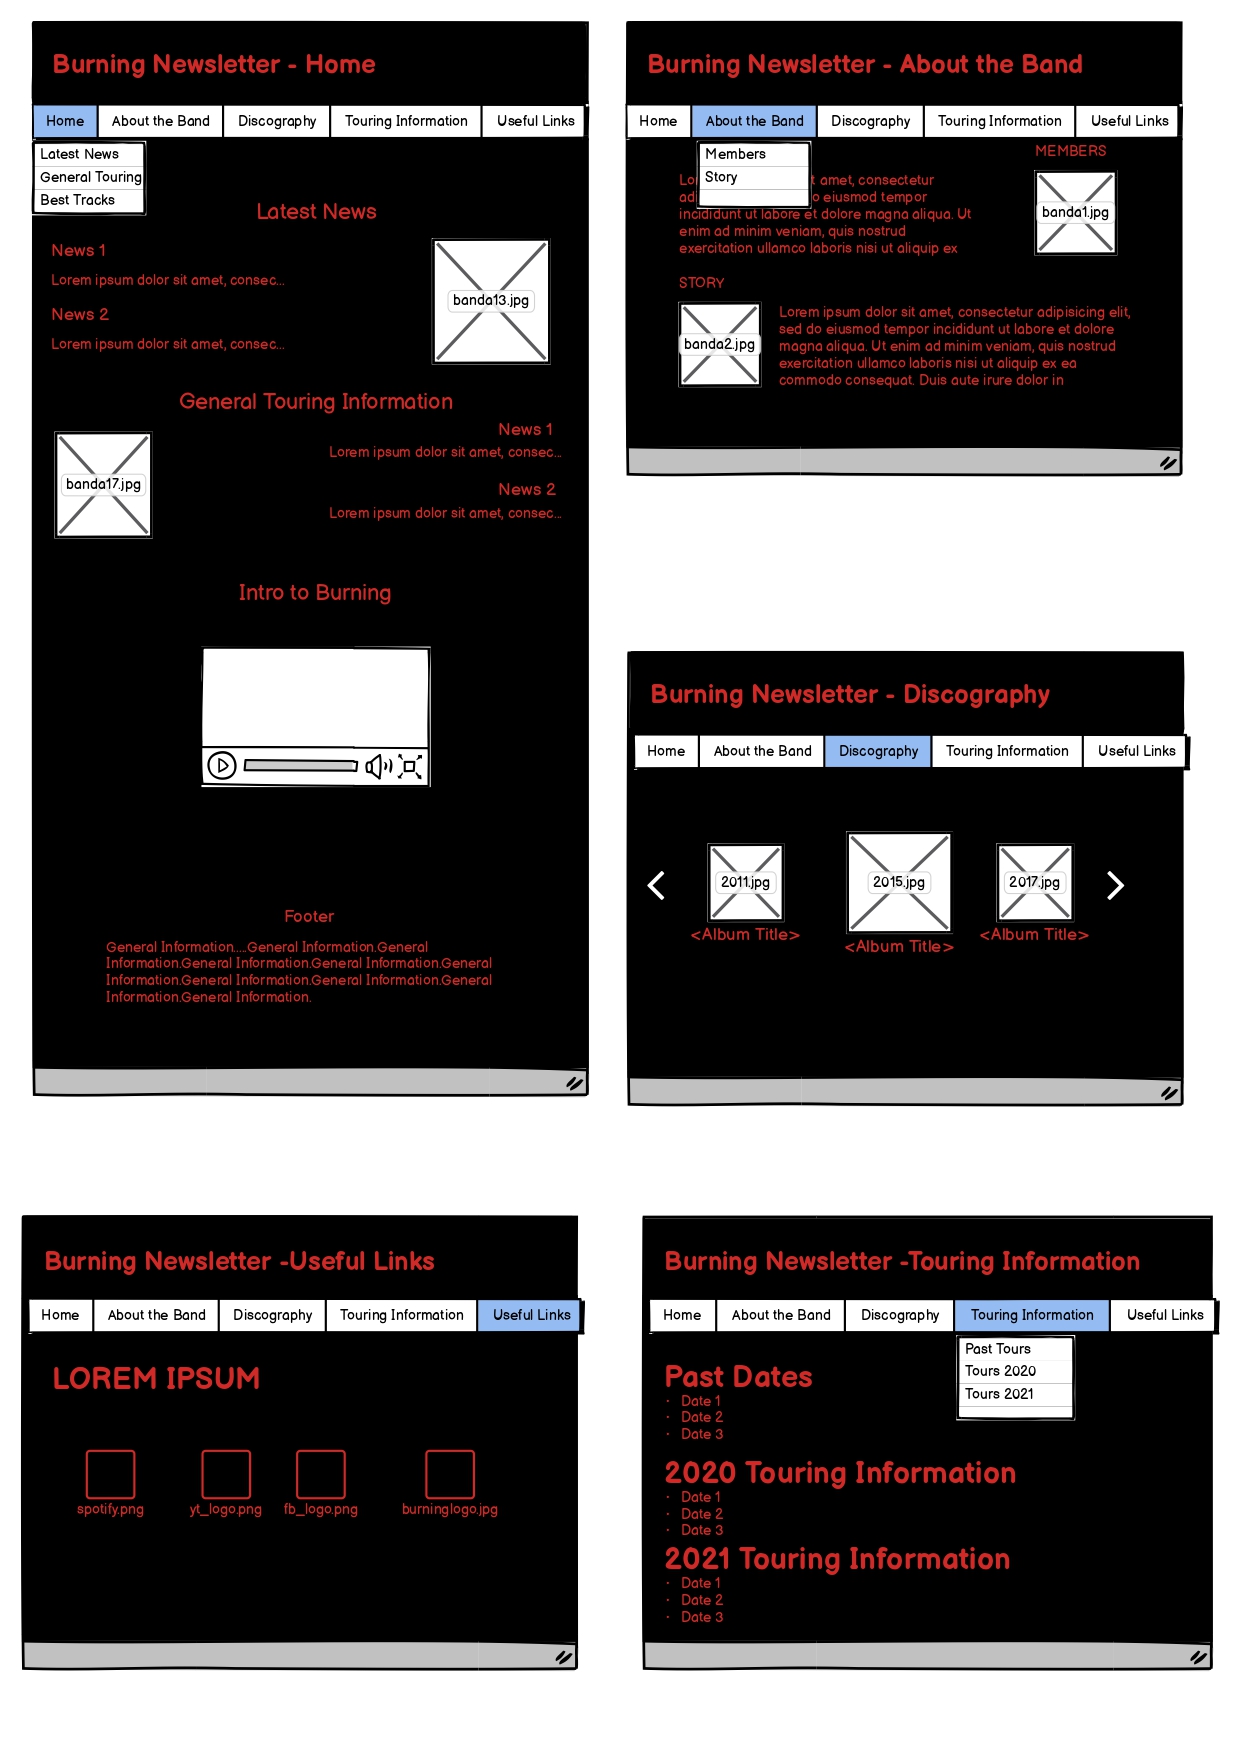 Burning Newsletter - Home
Home About the Band Discography Touring Information Useful Links
Latest News
General Touring
Best Tracks
Latest News
News 1
Lorem ipsum dolor sit amet, consec...
News 2
Lorem ipsum dolor sit amet, consec...
banda13.jpg
General Touring Information
banda17.jpg
News 1
Lorem ipsum dolor sit amet, consec...
News 2
Lorem ipsum dolor sit amet, consec...
Intro to Burning
Footer
General Information.....General Information.General
Information.General Information.General Information.General
Information.General Information.General Information.General
Information.General Information.
Burning Newsletter - About the Band
Home About the Band Discography Touring Information Useful Links
Members
Story
MEMBERS
amet, consectetur
eiusmod tempor
incididunt ut labore et dolore magna aliqua. Ut
enim ad minim veniam, quis nostrud
exercitation ullamco laboris nisi ut aliquip ex
banda1.jpg
STORY
banda2.jpg
Lorem ipsum dolor sit amet, consectetur adipisicing elit,
sed do eiusmod tempor incididunt ut labore et dolore
magna aliqua. Ut enim ad minim veniam, quis nostrud
exercitation ullamco laboris nisi ut aliquip ex ea
commodo consequat. Duis aute irure dolor in
Burning Newsletter - Discography
Home About the Band Discography Touring Information Useful Links
2011.jpg 2015.jpg 2017.jpg
<Album Title> <Album Title> <Album Title>
Burning Newsletter -Useful Links
Home About the Band Discography Touring Information Useful Links
LOREM IPSUM
spotify.png yt_logo.png fb_logo.png burninglogo.jpg
Burning Newsletter -Touring Information
Home About the Band Discography Touring Information Useful Links
Past Tours
Tours 2020
Tours 2021
Past Dates
· Date 1
· Date 2
· Date 3
2020 Touring Information
· Date 1
· Date 2
· Date 3
2021 Touring Information
· Date 1
· Date 2
· Date 3